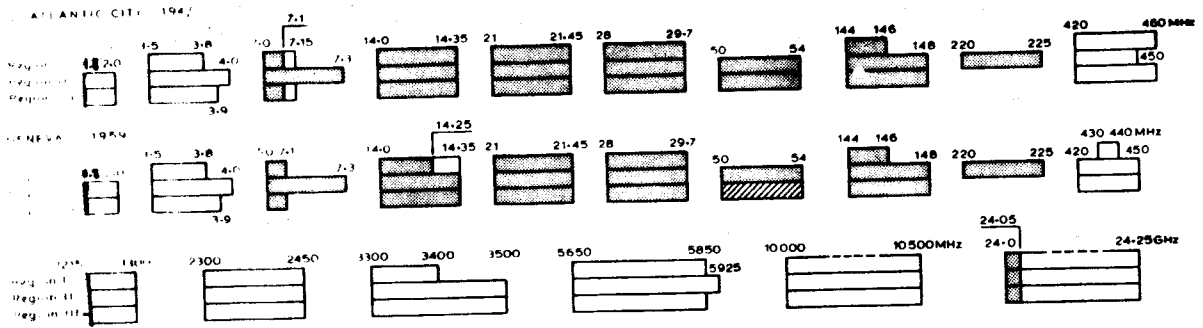 ATLANTIC CITY 194
7·1
1·5 3·8 7·0 7·15 14·0 14·35 21 21·45 28 29·7 50 54 144 146 220 225 420 460 MHz
2·0 4·0 7·3 148 450
Region
Region
3·9
GENEVA 1959
14·25
1·5 3·8 7·1 14·0 14·35 21 21·45 28 29·7 50 54 144 146 220 225 430 440 MHz
4·0 7·3 148 420 450
3·9
24·05
2300 2450 3300 3400 3500 5650 5850 10 000 10 500 MHz 24·0 24·25 GHz
5925
Region I
Region II
Region III